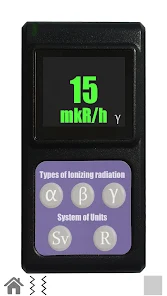 15
mkR/h γ
Types of Ionizing radiation
α β γ
System of Units
Sv R